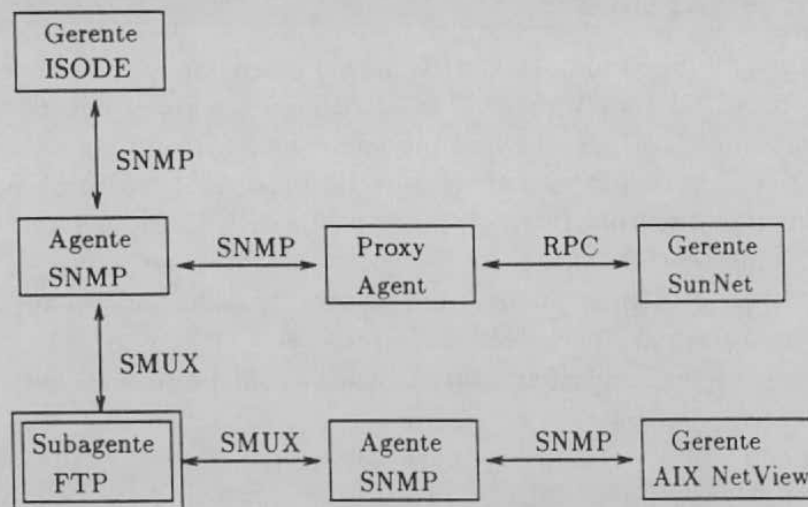 Gerente
ISODE
SNMP
Agente
SNMP
SNMP
Proxy
Agent
RPC
Gerente
SunNet
SMUX
Subagente
FTP
SMUX
Agente
SNMP
SNMP
Gerente
AIX NetView